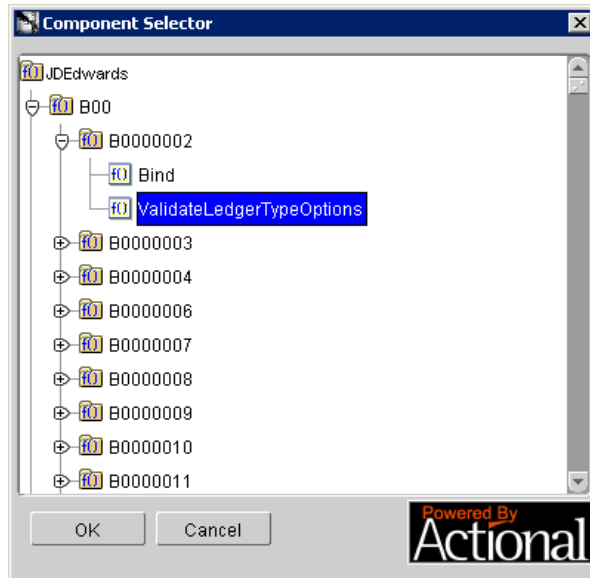 Component Selector
f() JDEdwards
f() B00
f() B0000002
f() Bind
f() ValidateLedgerTypeOptions
f() B0000003
f() B0000004
f() B0000006
f() B0000007
f() B0000008
f() B0000009
f() B0000010
f() B0000011
OK Cancel
Powered By
Actional